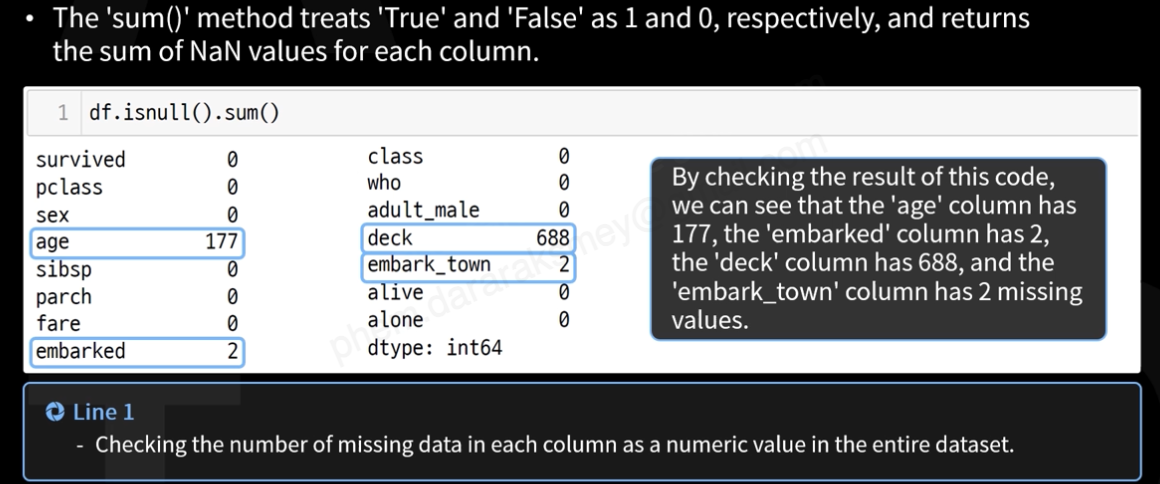 • The 'sum()' method treats 'True' and 'False' as 1 and 0, respectively, and returns
the sum of NaN values for each column.
1 df.isnull().sum()
survived 0
pclass 0
sex 0
age 177
sibsp 0
parch 0
fare 0
embarked 2
class 0
who 0
adult_male 0
deck 688
embark_town 2
alive 0
alone 0
dtype: int64
By checking the result of this code,
we can see that the 'age' column has
177, the 'embarked' column has 2,
the 'deck' column has 688, and the
'embark_town' column has 2 missing
values.
Line 1
- Checking the number of missing data in each column as a numeric value in the entire dataset.